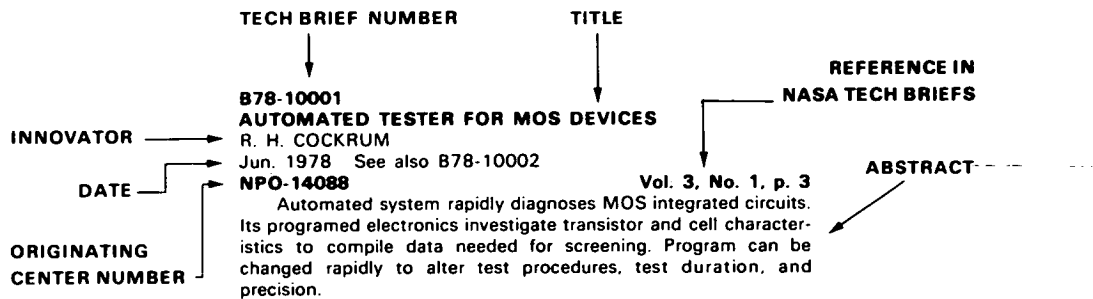 TECH BRIEF NUMBER
TITLE
REFERENCE IN
NASA TECH BRIEFS
B78-10001
AUTOMATED TESTER FOR MOS DEVICES
INNOVATOR
R. H. COCKRUM
Jun. 1978 See also B78-10002
DATE
NPO-14088
Vol. 3, No. 1, p. 3
ABSTRACT
Automated system rapidly diagnoses MOS integrated circuits.
Its programed electronics investigate transistor and cell character-
istics to compile data needed for screening. Program can be
changed rapidly to alter test procedures, test duration, and
precision.
ORIGINATING
CENTER NUMBER